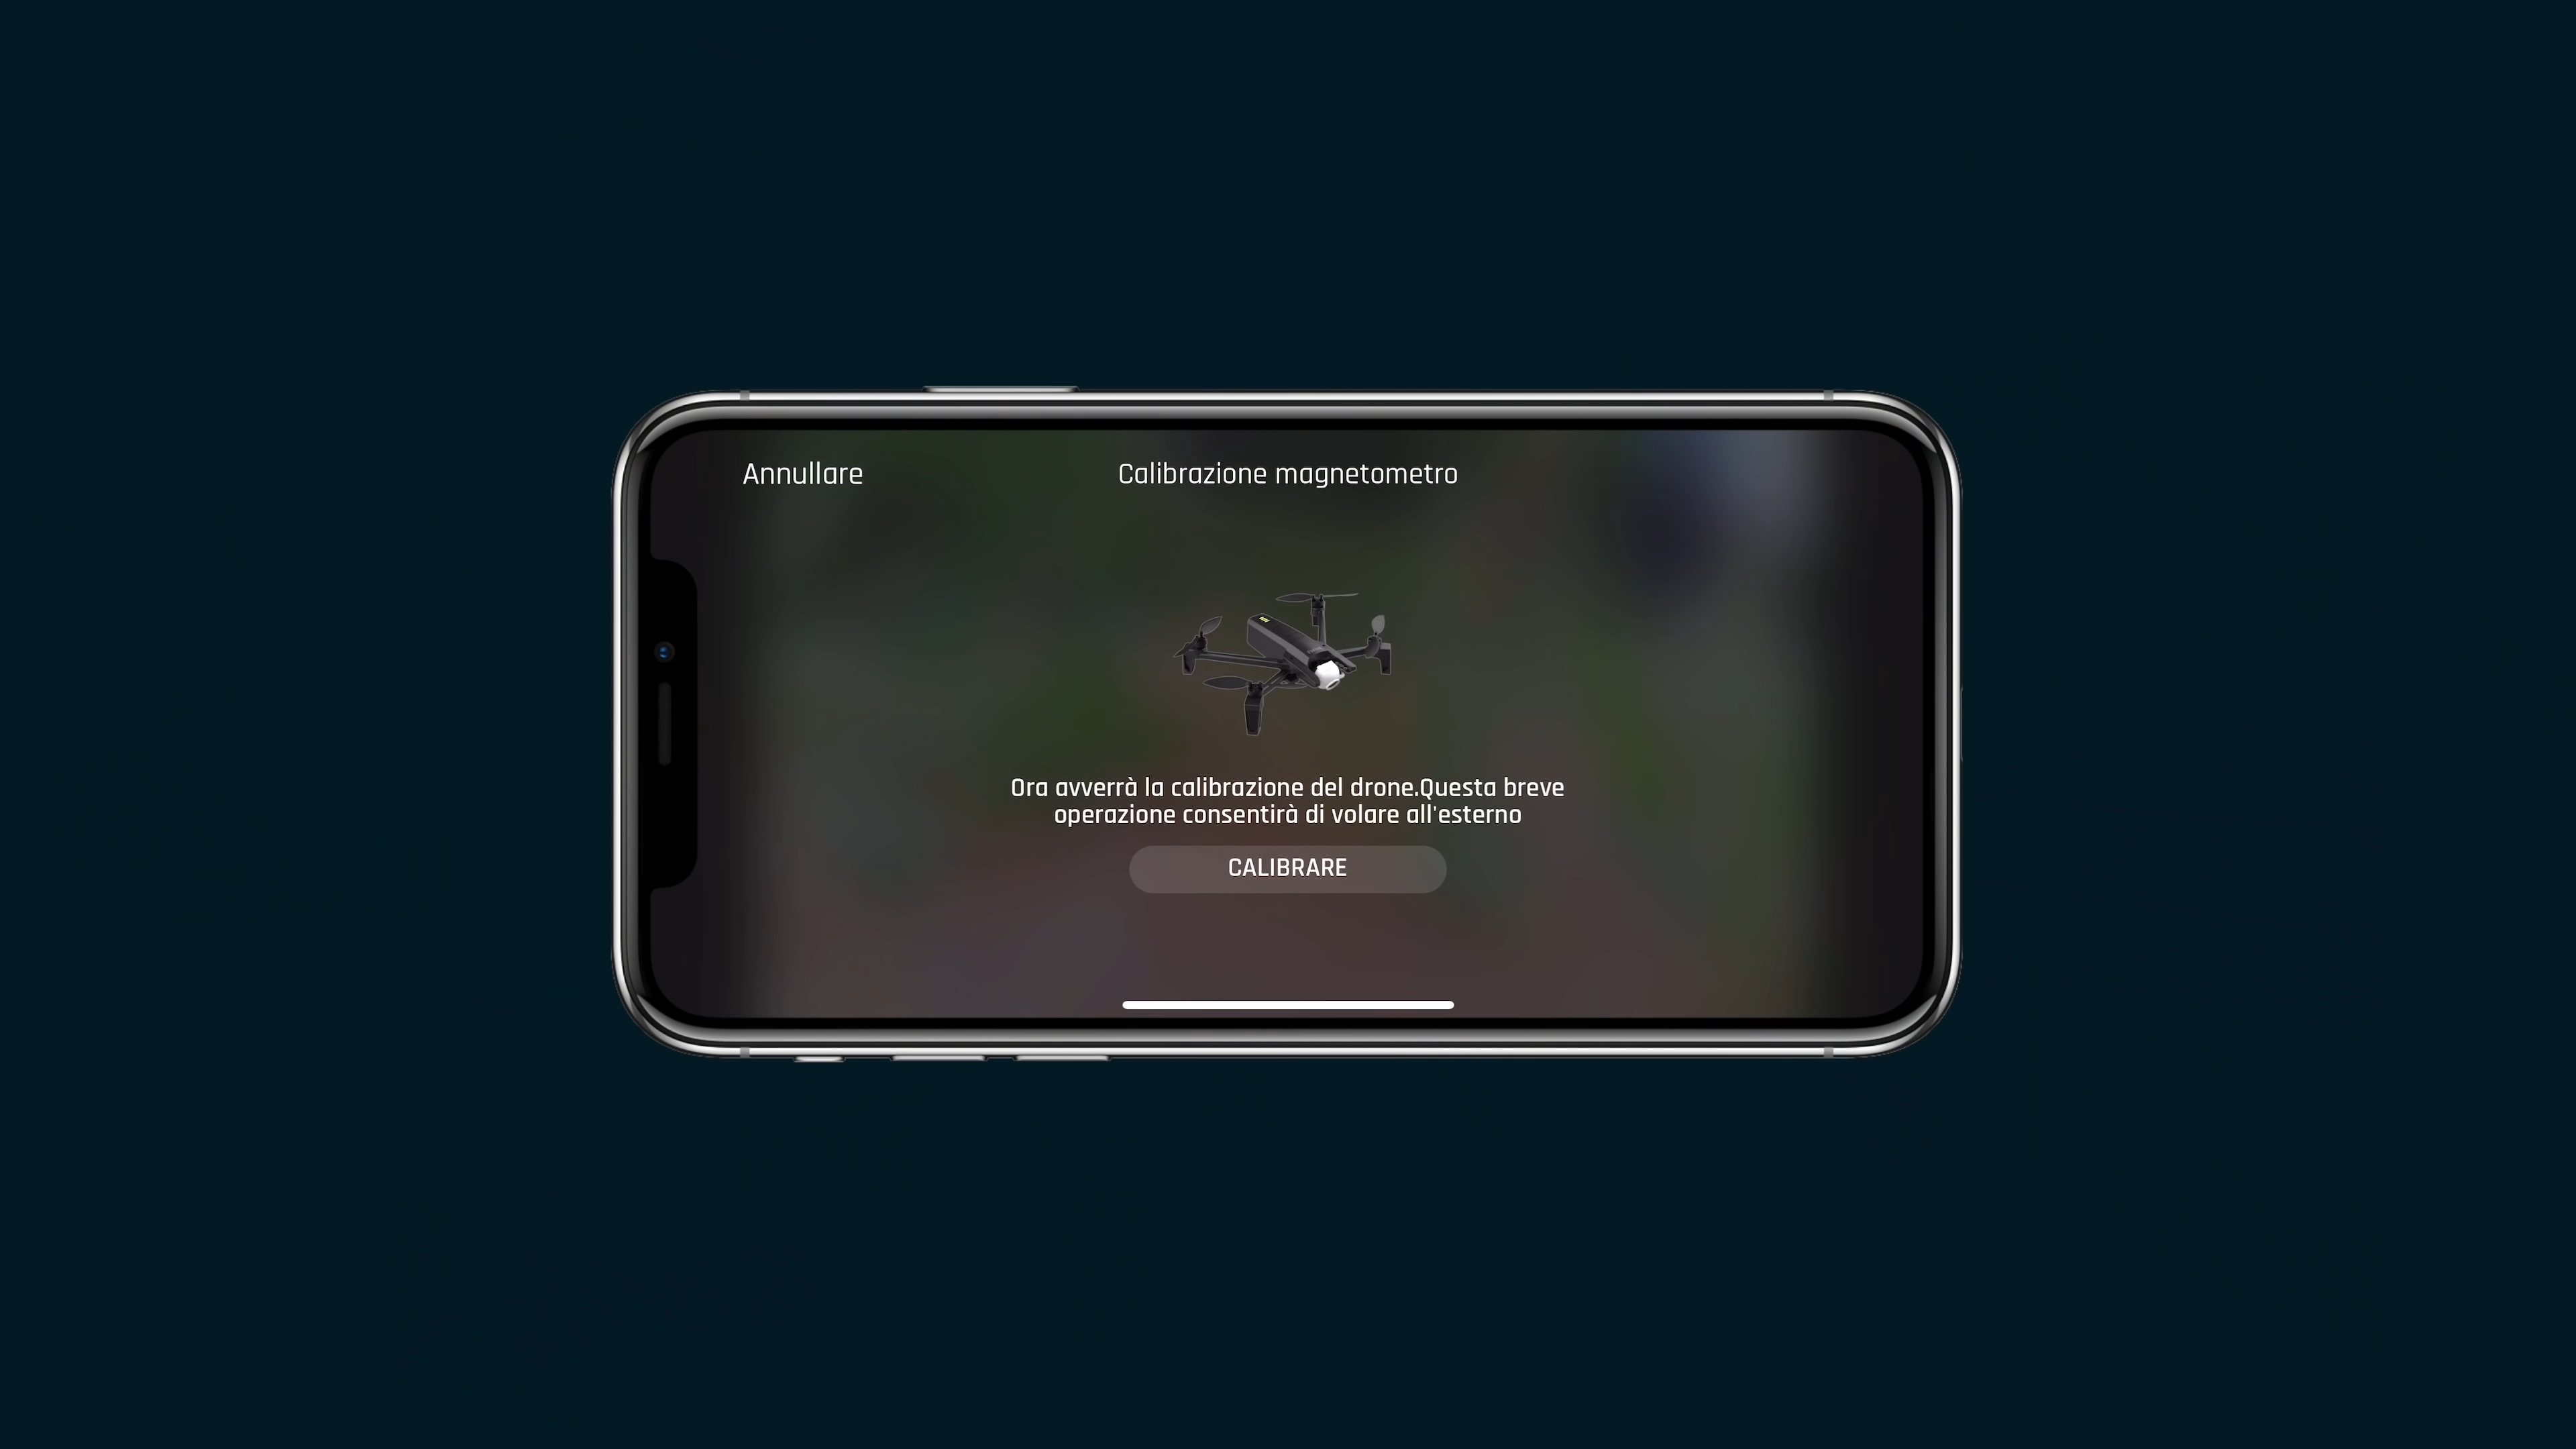 Annullare
Calibrazione magnetometro
Ora avverrà la calibrazione del drone.Questa breve
operazione consentirà di volare all'esterno
CALIBRARE